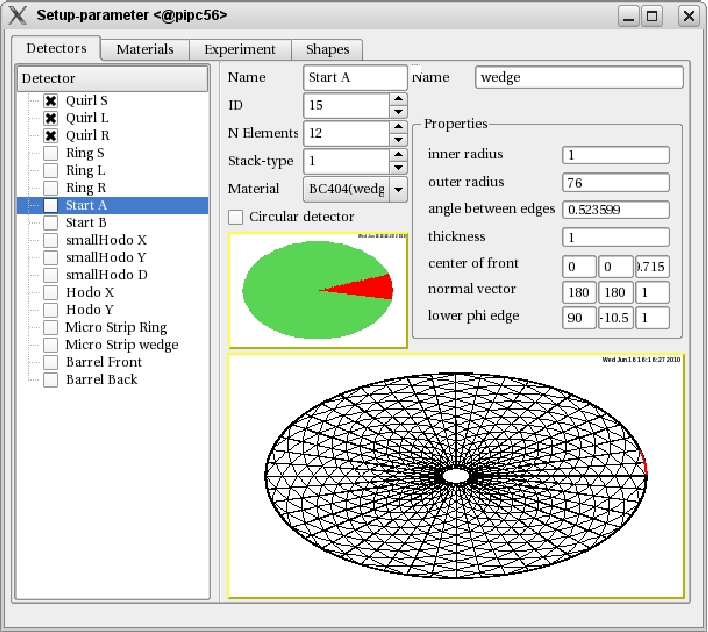 Setup-parameter <@pipc56>
Detectors Materials Experiment Shapes
Detector
Quirl S
Quirl L
Quirl R
Ring S
Ring L
Ring R
Start A
Start B
smallHodo X
smallHodo Y
smallHodo D
Hodo X
Hodo Y
Micro Strip Ring
Micro Strip wedge
Barrel Front
Barrel Back
Name Start A
ID 15
N Elements 12
Stack-type 1
Material BC404(wedg
Circular detector
Name wedge
Properties
inner radius 1
outer radius 76
angle between edges 0.523599
thickness 1
center of front 0 0 9.715
normal vector 180 180 1
lower phi edge 90 -10.5 1
Wed Jun 16 16:16:27 2010